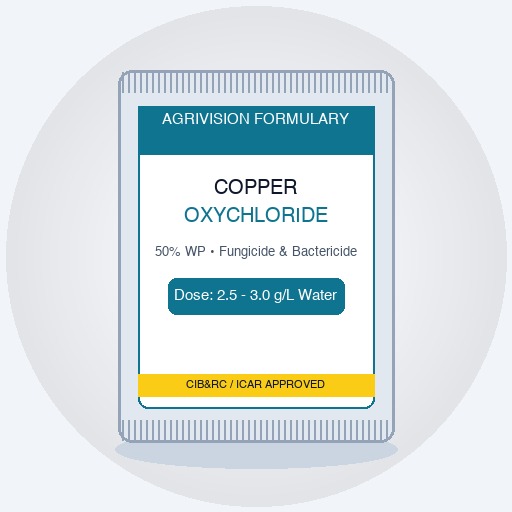 AGRIVISION FORMULARY
COPPER
OXYCHLORIDE
50% WP • Fungicide & Bactericide
Dose: 2.5 - 3.0 g/L Water
CIB&RC / ICAR APPROVED